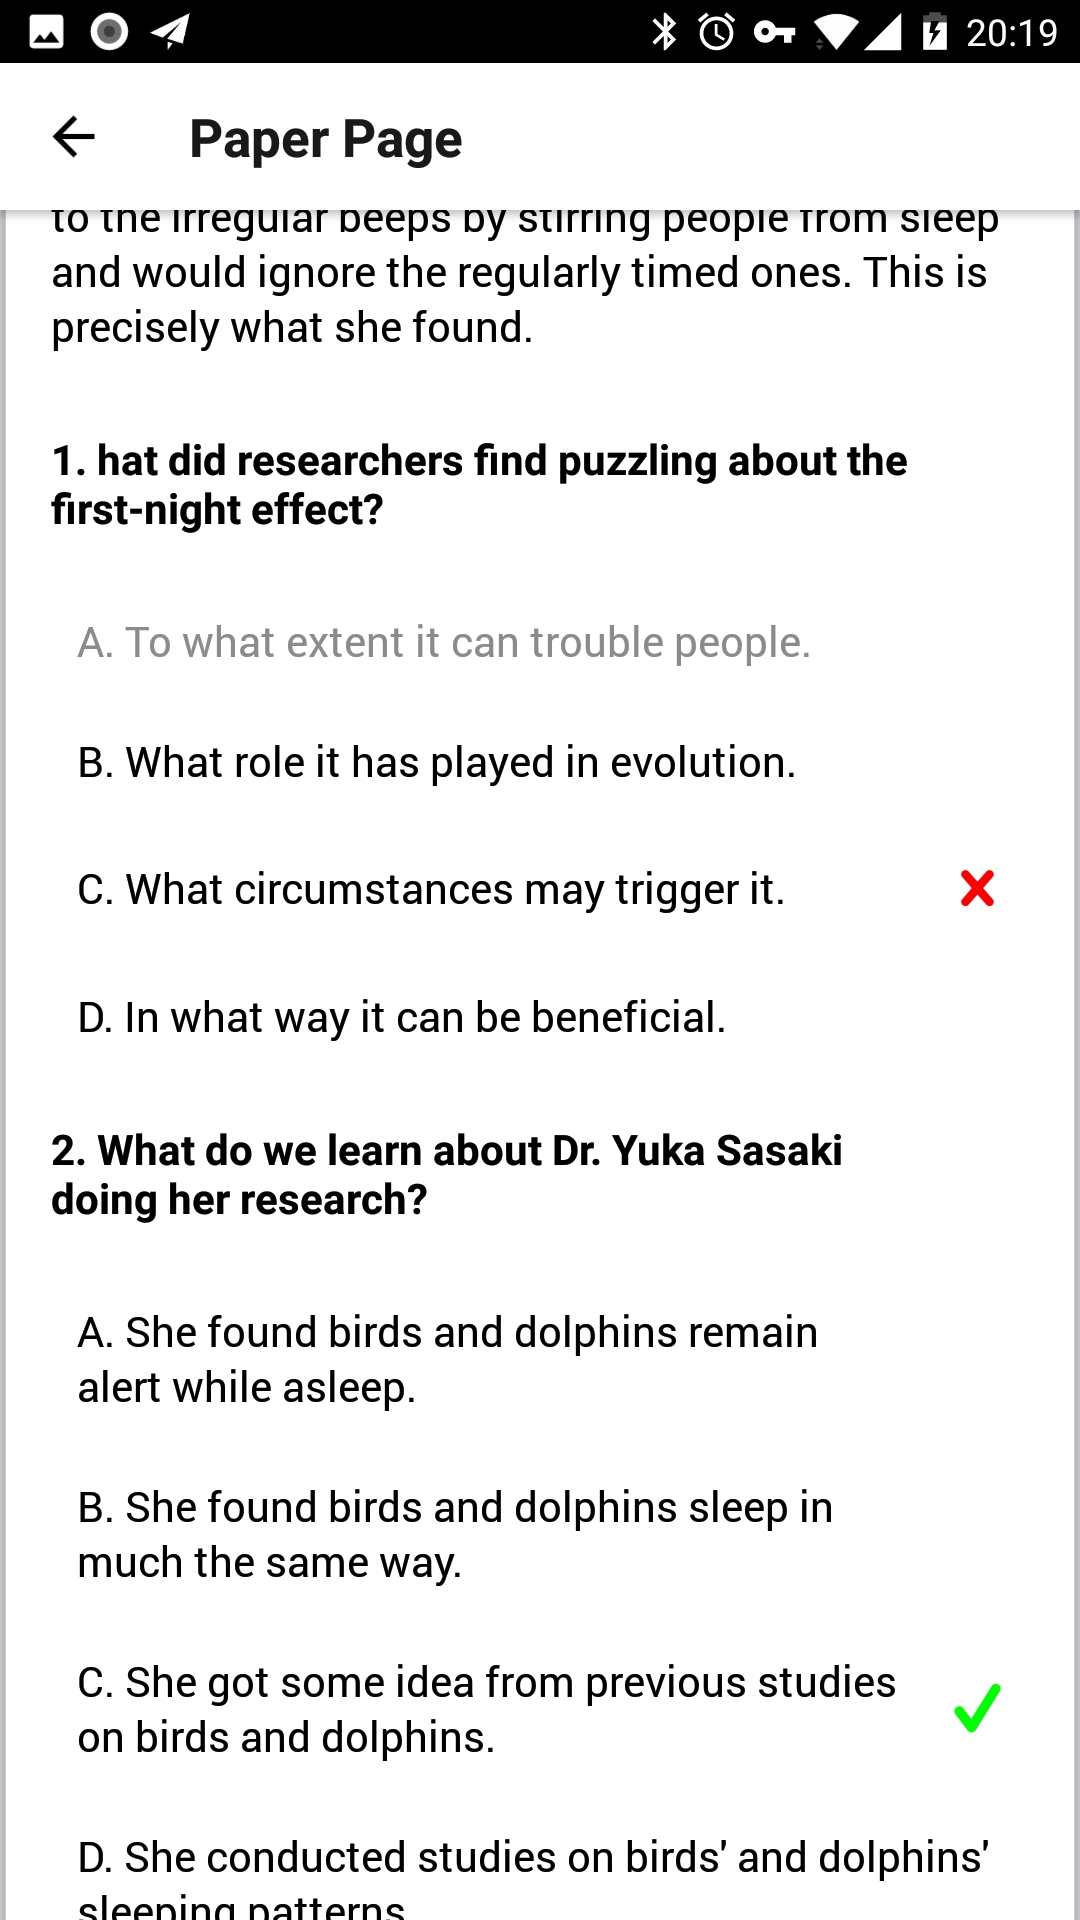 20:19
Paper Page
to the irregular beeps by stirring people from sleep
and would ignore the regularly timed ones. This is
precisely what she found.
1. hat did researchers find puzzling about the
first-night effect?
A. To what extent it can trouble people.
B. What role it has played in evolution.
C. What circumstances may trigger it.
D. In what way it can be beneficial.
2. What do we learn about Dr. Yuka Sasaki
doing her research?
A. She found birds and dolphins remain
alert while asleep.
B. She found birds and dolphins sleep in
much the same way.
C. She got some idea from previous studies
on birds and dolphins.
D. She conducted studies on birds' and dolphins'
sleeping patterns